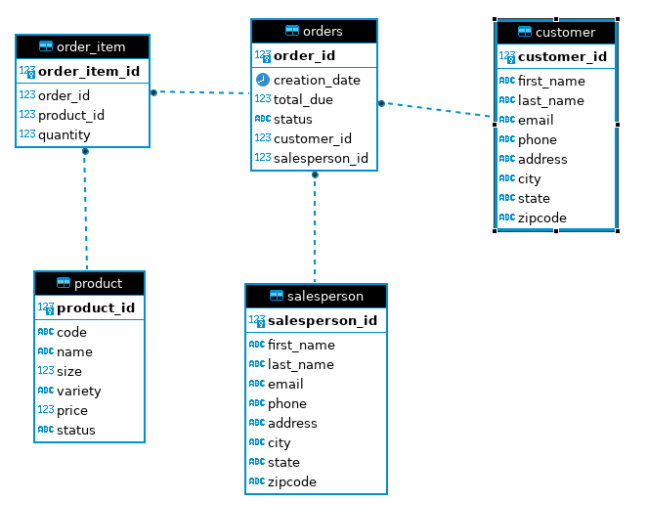 order_item
123 order_item_id
123 order_id
123 product_id
123 quantity
orders
123 order_id
creation_date
123 total_due
ABC status
123 customer_id
123 salesperson_id
customer
123 customer_id
ABC first_name
ABC last_name
ABC email
ABC phone
ABC address
ABC city
ABC state
ABC zipcode
product
123 product_id
ABC code
ABC name
123 size
ABC variety
123 price
ABC status
salesperson
123 salesperson_id
ABC first_name
ABC last_name
ABC email
ABC phone
ABC address
ABC city
ABC state
ABC zipcode